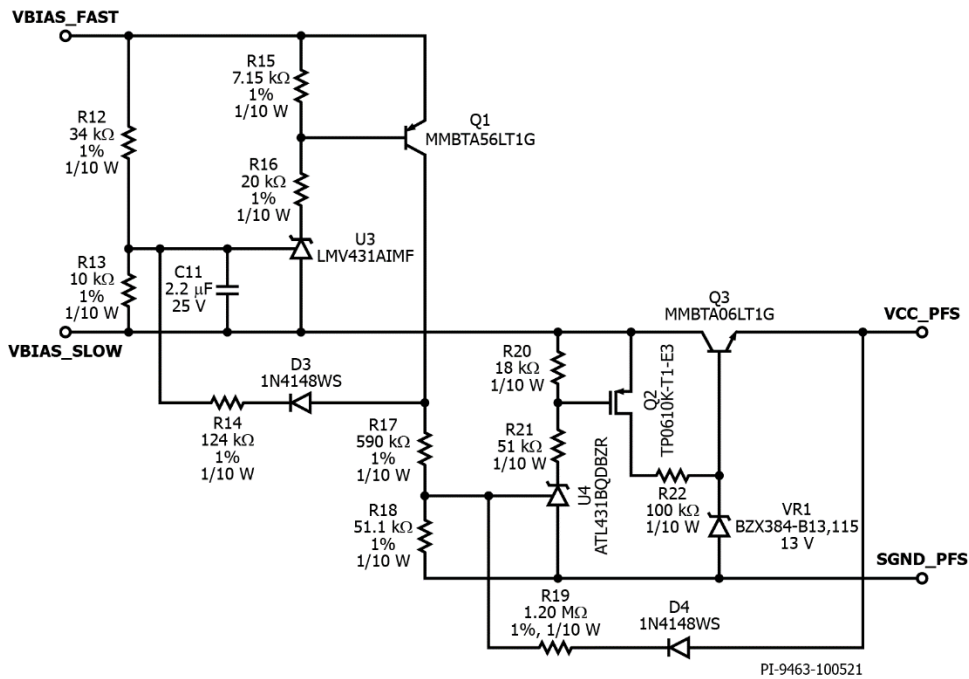 VBIAS_FAST
R15
7.15 kΩ
1%
1/10 W
R12
34 kΩ
1%
1/10 W
Q1
MMBTA56LT1G
R16
20 kΩ
1%
1/10 W
U3
LMV431AIMF
R13
10 kΩ
1%
1/10 W
C11
2.2 μF
25 V
VBIAS_SLOW
Q3
MMBTA06LT1G
VCC_PFS
D3
1N4148WS
R20
18 kΩ
1/10 W
Q2
TP0610K-T1-E3
R14
124 kΩ
1%
1/10 W
R17
590 kΩ
1%
1/10 W
R21
51 kΩ
1/10 W
U4
ATL431BQDBZR
R22
100 kΩ
1/10 W
R18
51.1 kΩ
1%
1/10 W
VR1
BZX384-B13,115
13 V
SGND_PFS
R19
1.20 MΩ
1%, 1/10 W
D4
1N4148WS
PI-9463-100521